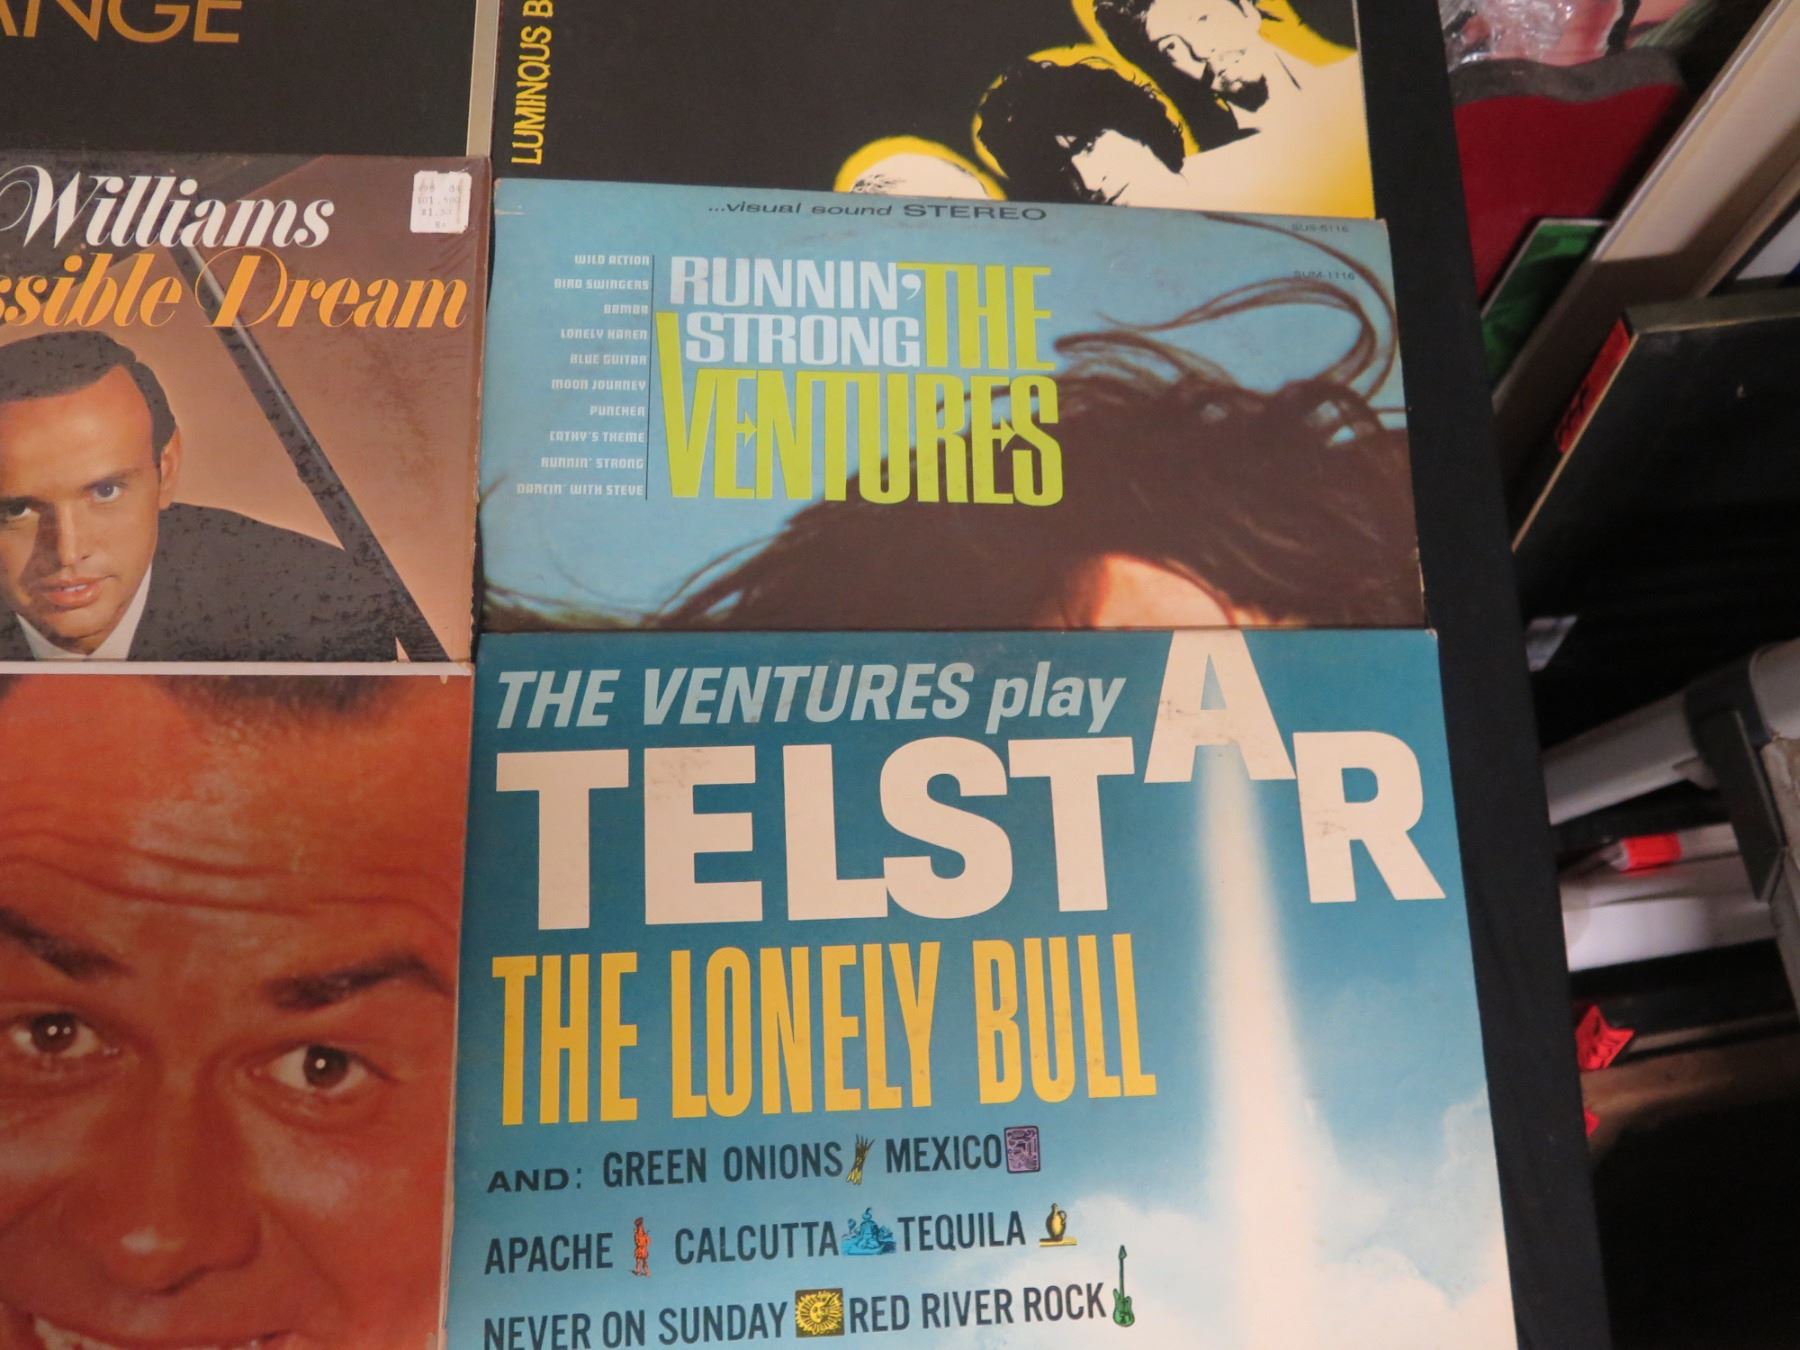 ANGE
LUMINOUS B
Williams
ssible Dream
$1.50
...visual sound STEREO
SUS-5116
SUM-1116
WILD ACTION
BIRD SWINGERS
BAMBA
LONELY KAREN
BLUE GUITAR
MOON JOURNEY
PUNCHER
CATHY'S THEME
RUNNIN' STRONG
DANCIN' WITH STEVE
RUNNIN'
STRONG
THE
VENTURES
THE VENTURES play
TELSTAR
THE LONELY BULL
AND: GREEN ONIONS MEXICO
APACHE CALCUTTA TEQUILA
NEVER ON SUNDAY RED RIVER ROCK